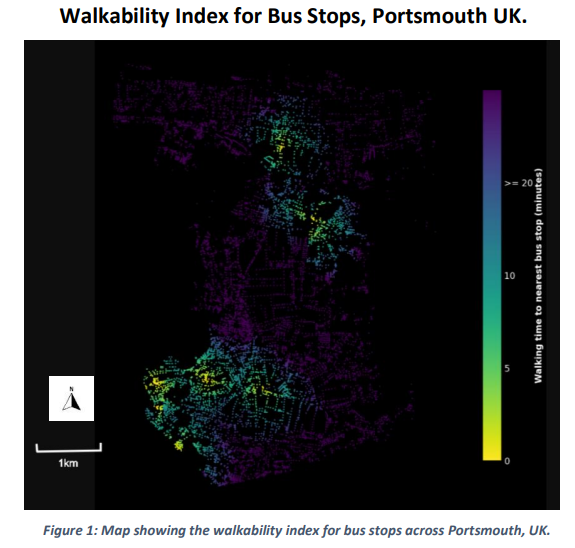 Walkability Index for Bus Stops, Portsmouth UK.
>= 20
10
5
0
Walking time to nearest bus stop (minutes)
N
1km
Figure 1: Map showing the walkability index for bus stops across Portsmouth, UK.